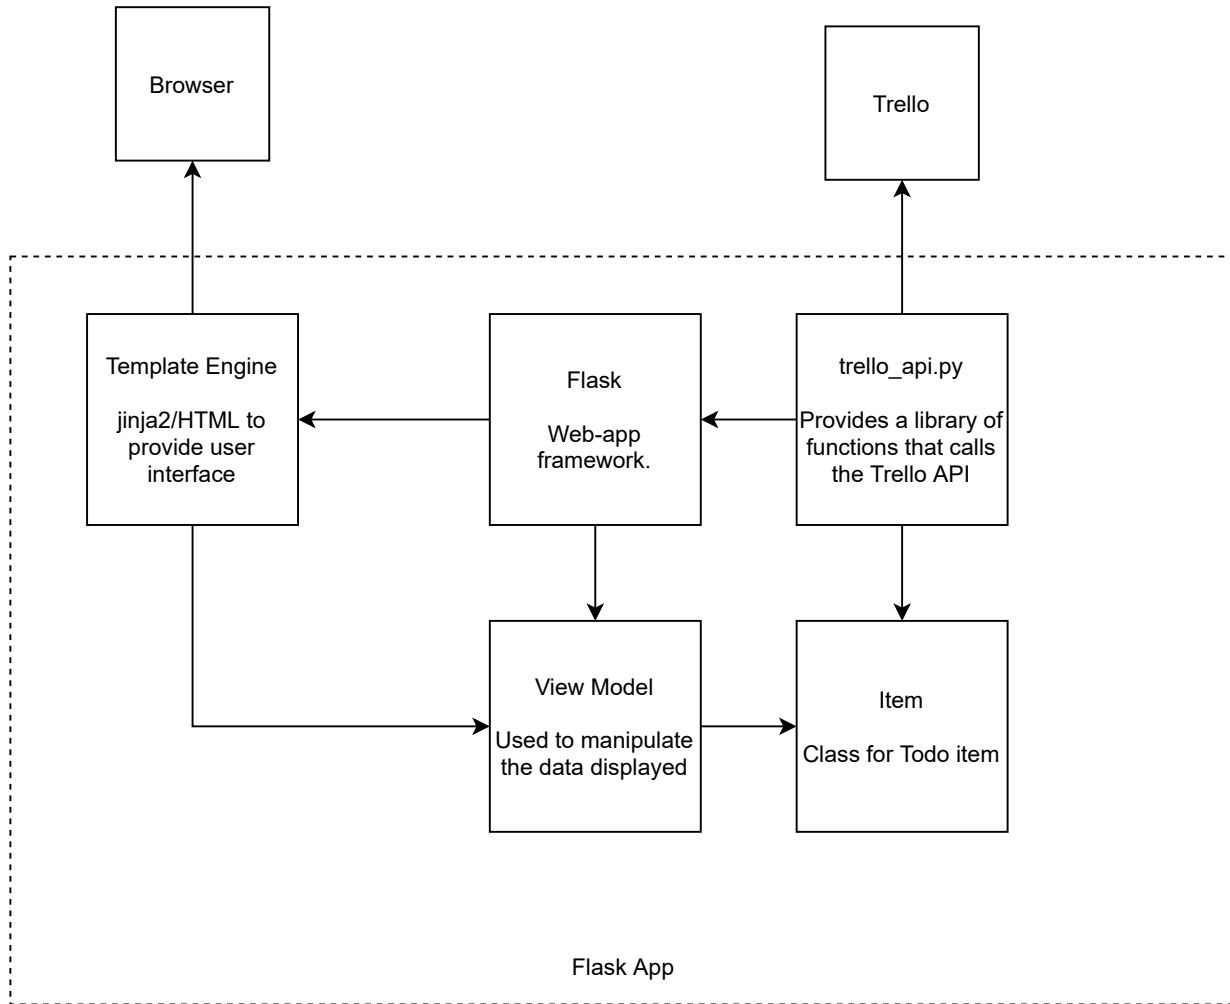 Browser
Trello
Template Engine
jinja2/HTML to
provide user
interface
Flask
Web-app
framework.
trello_api.py
Provides a library of
functions that calls
the Trello API
View Model
Used to manipulate
the data displayed
Item
Class for Todo item
Flask App